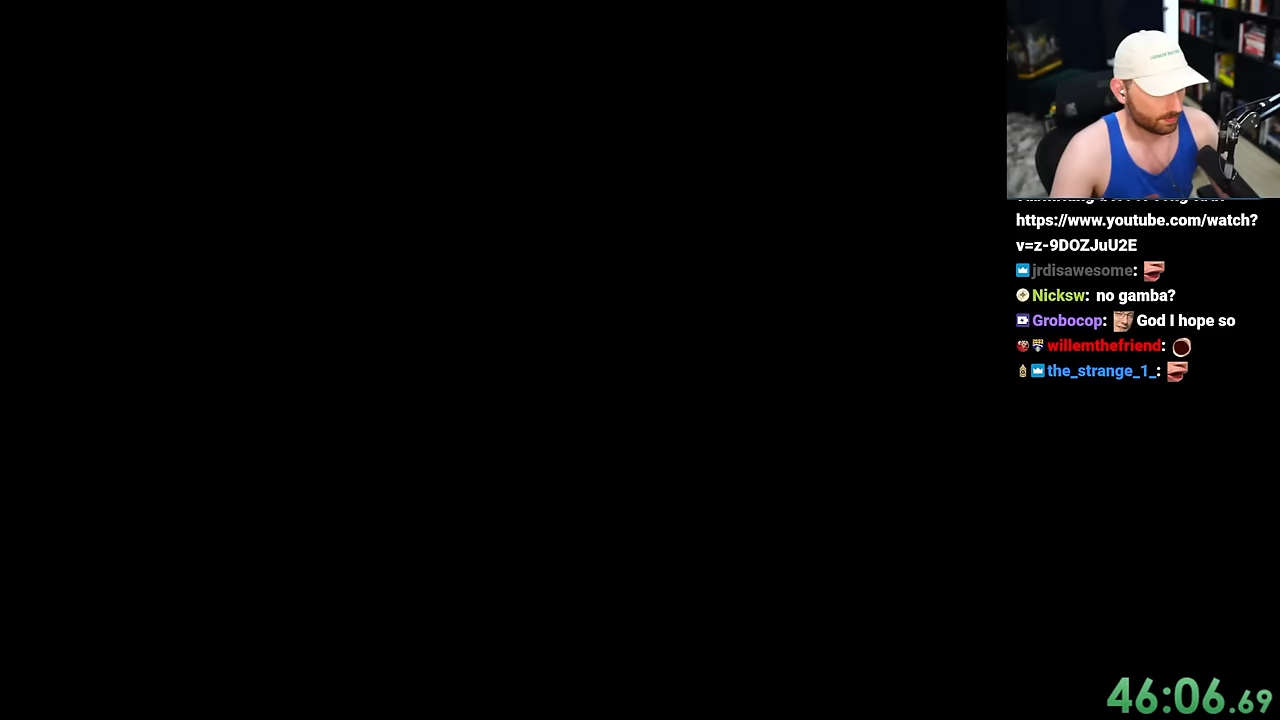 https://www.youtube.com/watch?
v=z-9DOZJuU2E
jrdisawesome:
Nicksw: no gamba?
Grobocop: God I hope so
willemthefriend:
the_strange_1_:
46:06.69